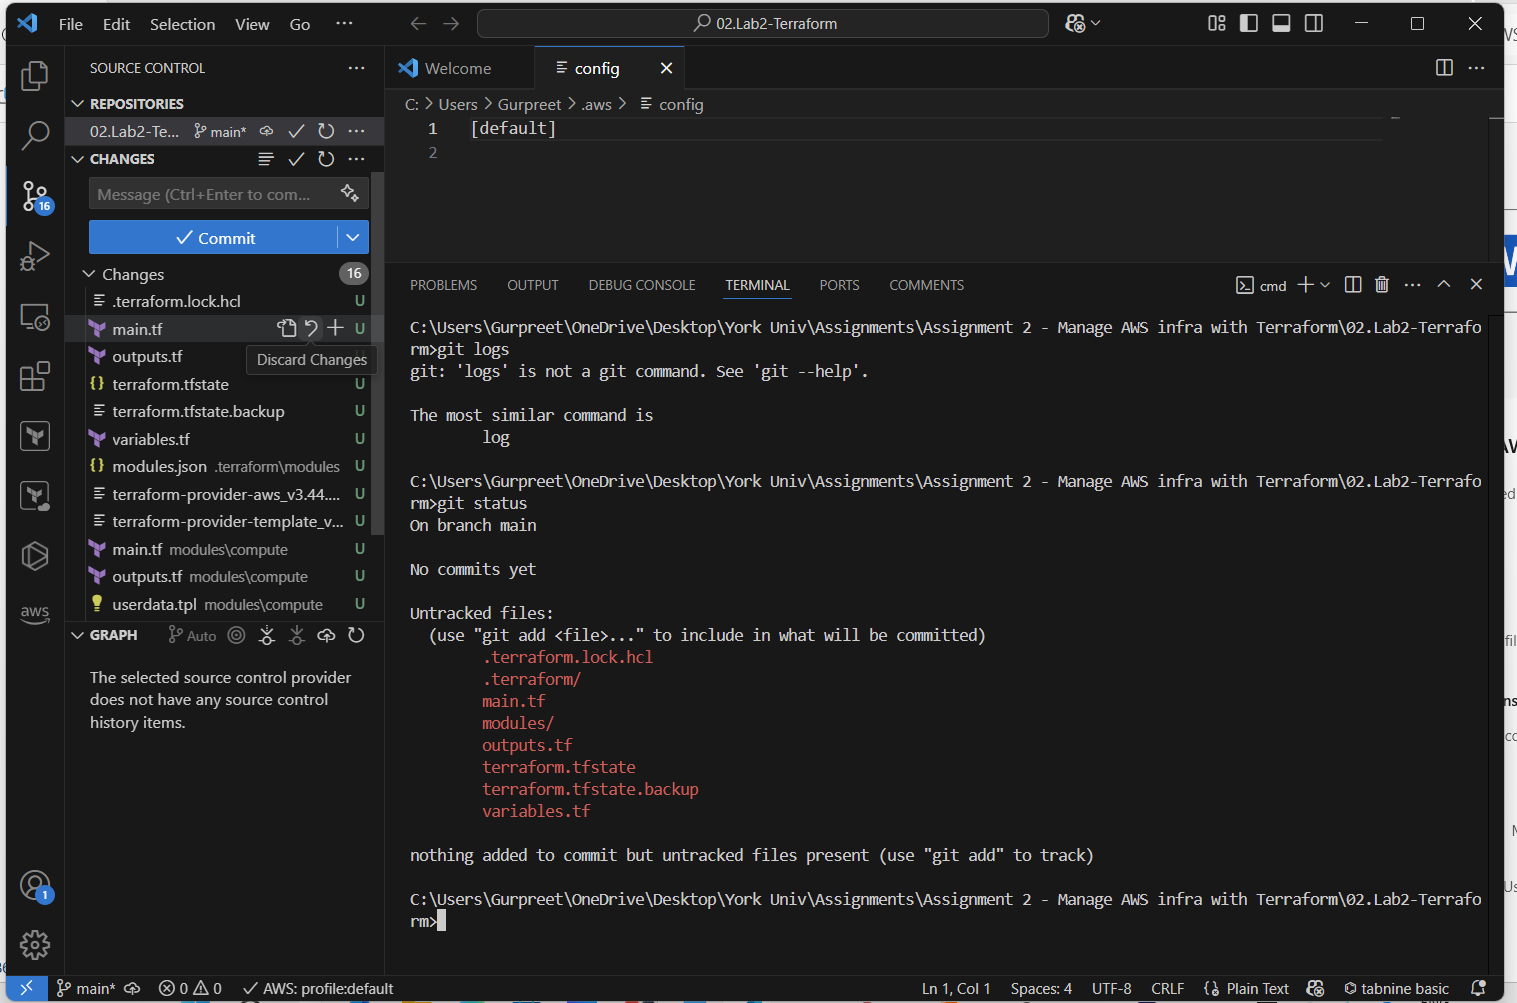 File Edit Selection View Go ···
02.Lab2-Terraform
SOURCE CONTROL
Welcome
config
REPOSITORIES
C: > Users > Gurpreet > .aws > config
02.Lab2-Te... main*
1 [default]
2
CHANGES
Message (Ctrl+Enter to com...
16
Commit
Changes 16
.terraform.lock.hcl U
main.tf U
outputs.tf
Discard Changes
terraform.tfstate U
terraform.tfstate.backup U
variables.tf U
modules.json .terraform\modules U
terraform-provider-aws_v3.44.... U
terraform-provider-template_v... U
main.tf modules\compute U
outputs.tf modules\compute U
userdata.tpl modules\compute U
aws
GRAPH Auto
The selected source control provider
does not have any source control
history items.
1
PROBLEMS OUTPUT DEBUG CONSOLE TERMINAL PORTS COMMENTS cmd
C:\Users\Gurpreet\OneDrive\Desktop\York Univ\Assignments\Assignment 2 - Manage AWS infra with Terraform\02.Lab2-Terrafo
rm>git logs
git: 'logs' is not a git command. See 'git --help'.
The most similar command is
log
C:\Users\Gurpreet\OneDrive\Desktop\York Univ\Assignments\Assignment 2 - Manage AWS infra with Terraform\02.Lab2-Terrafo
rm>git status
On branch main
No commits yet
Untracked files:
(use "git add <file>..." to include in what will be committed)
.terraform.lock.hcl
.terraform/
main.tf
modules/
outputs.tf
terraform.tfstate
terraform.tfstate.backup
variables.tf
nothing added to commit but untracked files present (use "git add" to track)
C:\Users\Gurpreet\OneDrive\Desktop\York Univ\Assignments\Assignment 2 - Manage AWS infra with Terraform\02.Lab2-Terrafo
rm>
main* 0 0 AWS: profile:default Ln 1, Col 1 Spaces: 4 UTF-8 CRLF {} Plain Text tabnine basic